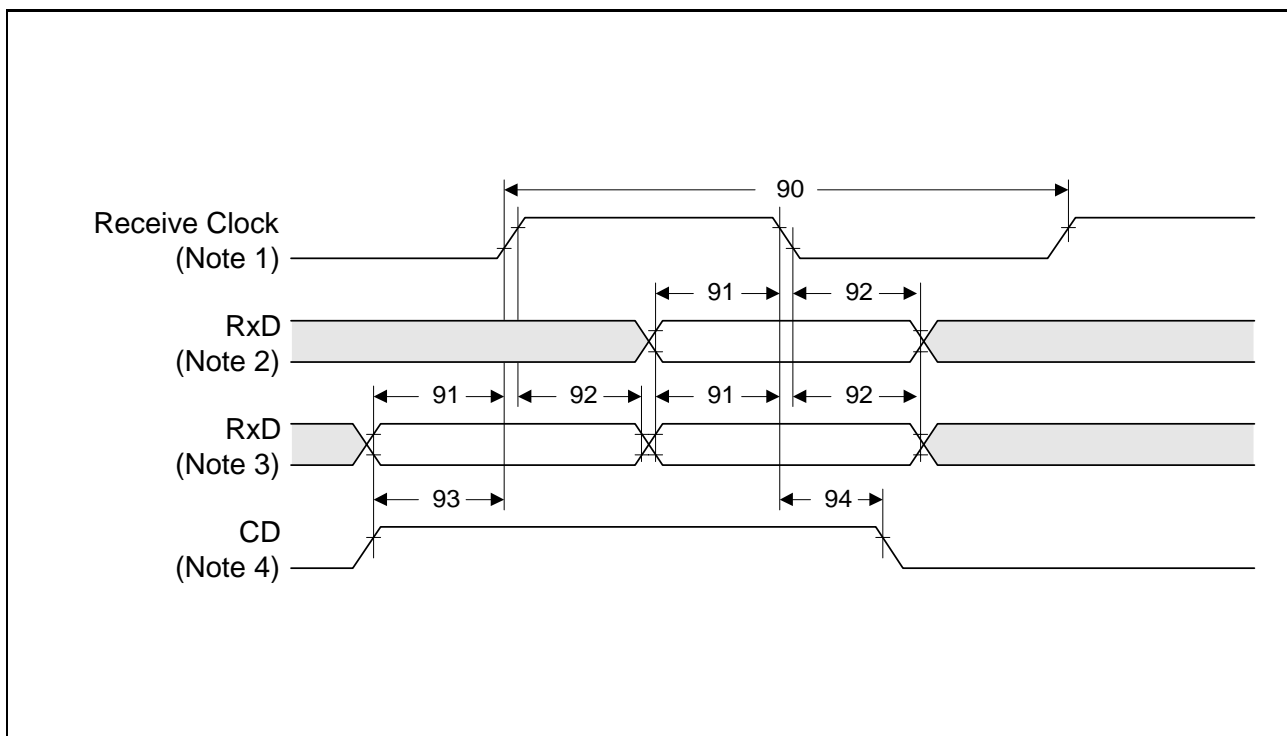 90
Receive Clock
(Note 1)
91
92
RxD
(Note 2)
91
92
91
92
RxD
(Note 3)
93
94
CD
(Note 4)